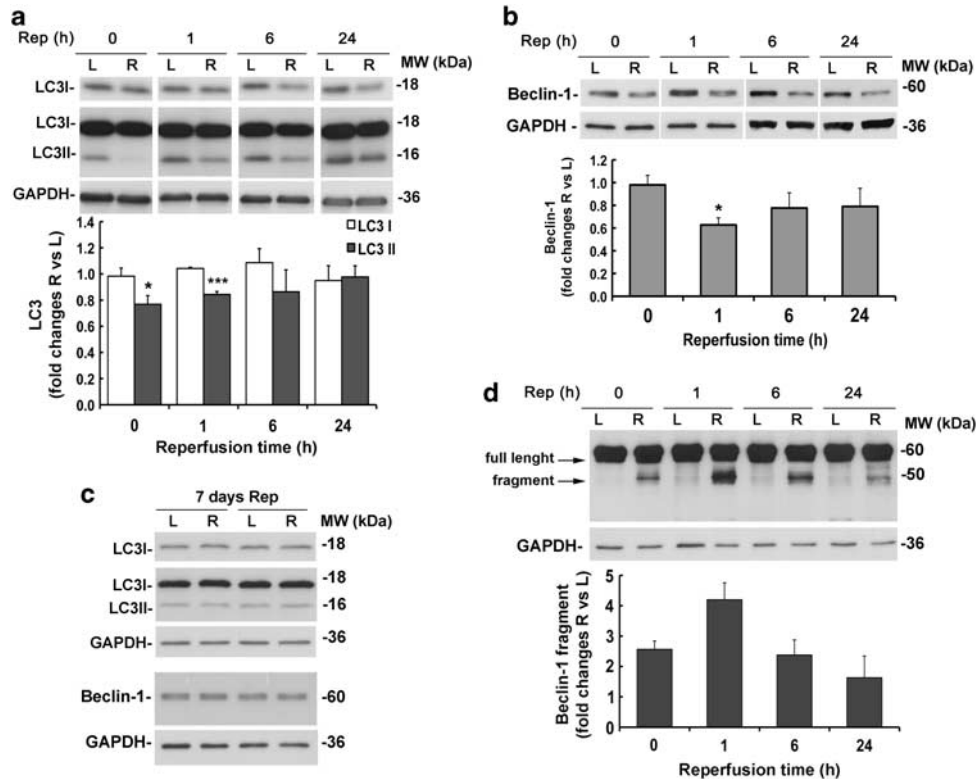 a
Rep (h) 0 1 6 24
L R L R L R L R MW (kDa)
LC3I- -18
LC3I- -18
LC3II- -16
GAPDH- -36
LC3 I
LC3 II
1.4
1.2
1.0
0.8
0.6
0.4
0.2
0.0
* ***
LC3
(fold changes R vs L)
0 1 6 24
Reperfusion time (h)
b
Rep (h) 0 1 6 24
L R L R L R L R MW (kDa)
Beclin-1- -60
GAPDH - -36
1.2
1.0
0.8
0.6
0.4
0.2
0.0
*
Beclin-1
(fold changes R vs L)
0 1 6 24
Reperfusion time (h)
c
7 days Rep
L R L R MW (kDa)
LC3I- -18
LC3I- -18
LC3II- -16
GAPDH- -36
Beclin-1- -60
GAPDH- -36
d
Rep (h) 0 1 6 24
L R L R L R L R MW (kDa)
full lenght -60
fragment -50
GAPDH- -36
5
4
3
2
1
0
Beclin-1 fragment
(fold changes R vs L)
0 1 6 24
Reperfusion time (h)